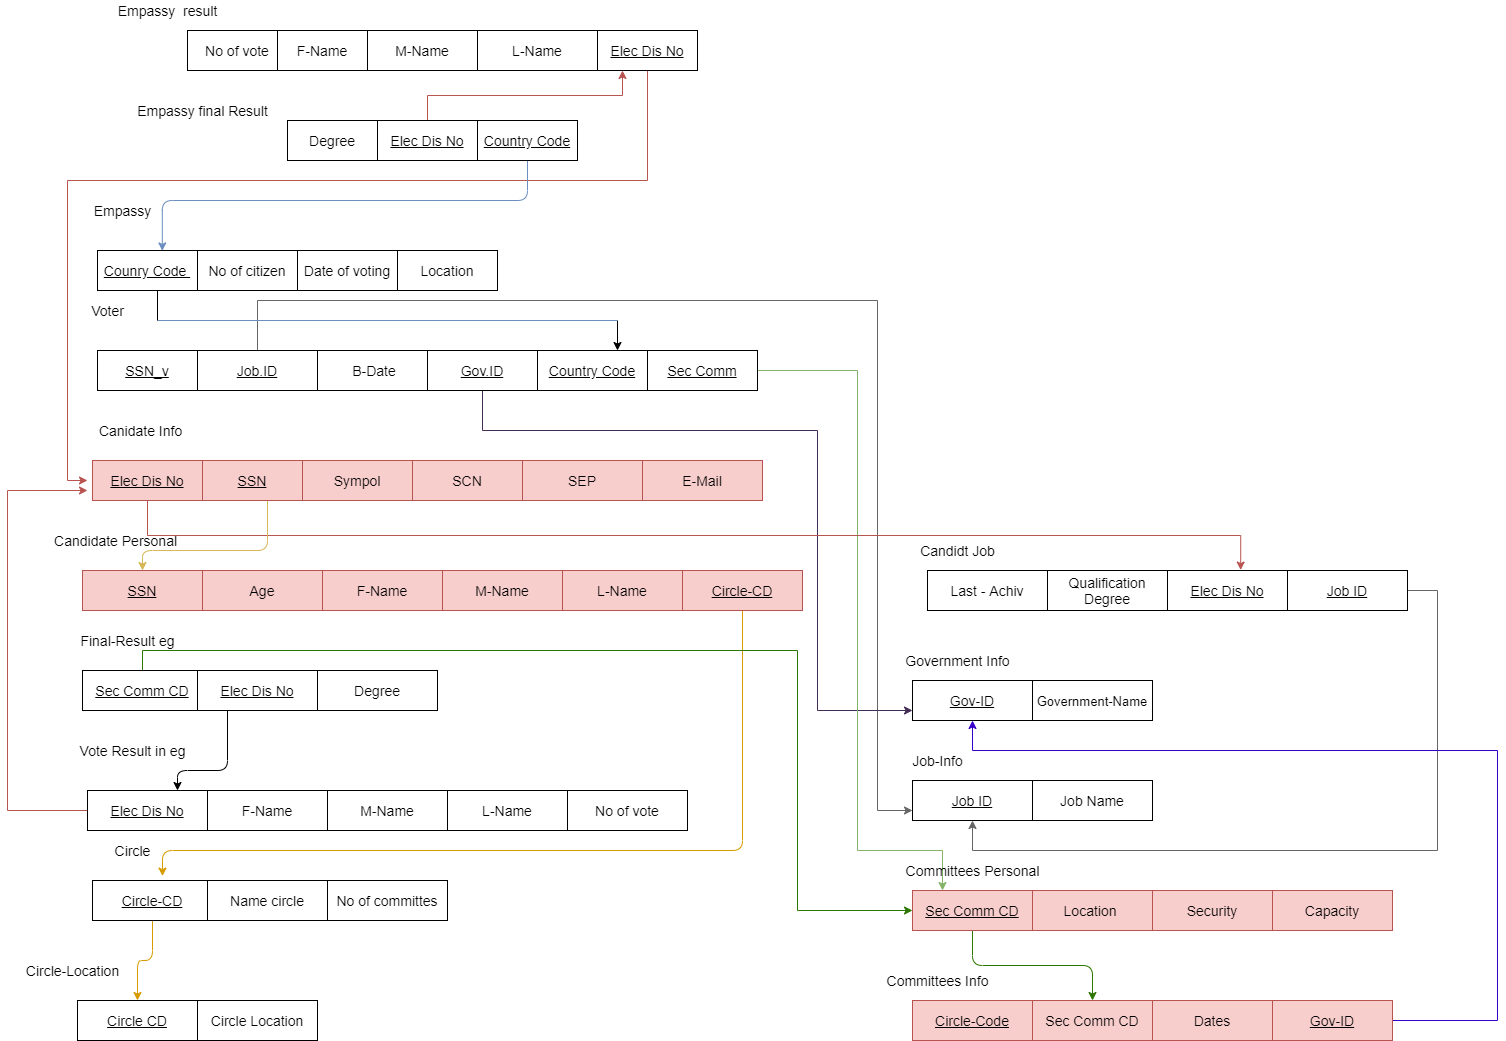 Empassy result
No of vote F-Name M-Name L-Name Elec Dis No
Empassy final Result
Degree Elec Dis No Country Code
Empassy
Counry Code No of citizen Date of voting Location
Voter
SSN_v Job.ID B-Date Gov.ID Country Code Sec Comm
Canidate Info
Elec Dis No SSN Sympol SCN SEP E-Mail
Candidate Personal
SSN Age F-Name M-Name L-Name Circle-CD
Candidt Job
Last - Achiv Qualification Degree Elec Dis No Job ID
Final-Result eg
Sec Comm CD Elec Dis No Degree
Government Info
Gov-ID Government-Name
Vote Result in eg
Elec Dis No F-Name M-Name L-Name No of vote
Job-Info
Job ID Job Name
Circle
Circle-CD Name circle No of committes
Committees Personal
Sec Comm CD Location Security Capacity
Circle-Location
Circle CD Circle Location
Committees Info
Circle-Code Sec Comm CD Dates Gov-ID